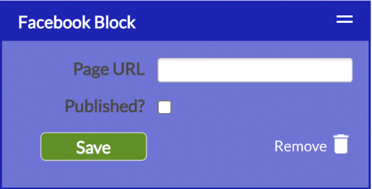 Facebook Block
Page URL
Published?
Save
Remove